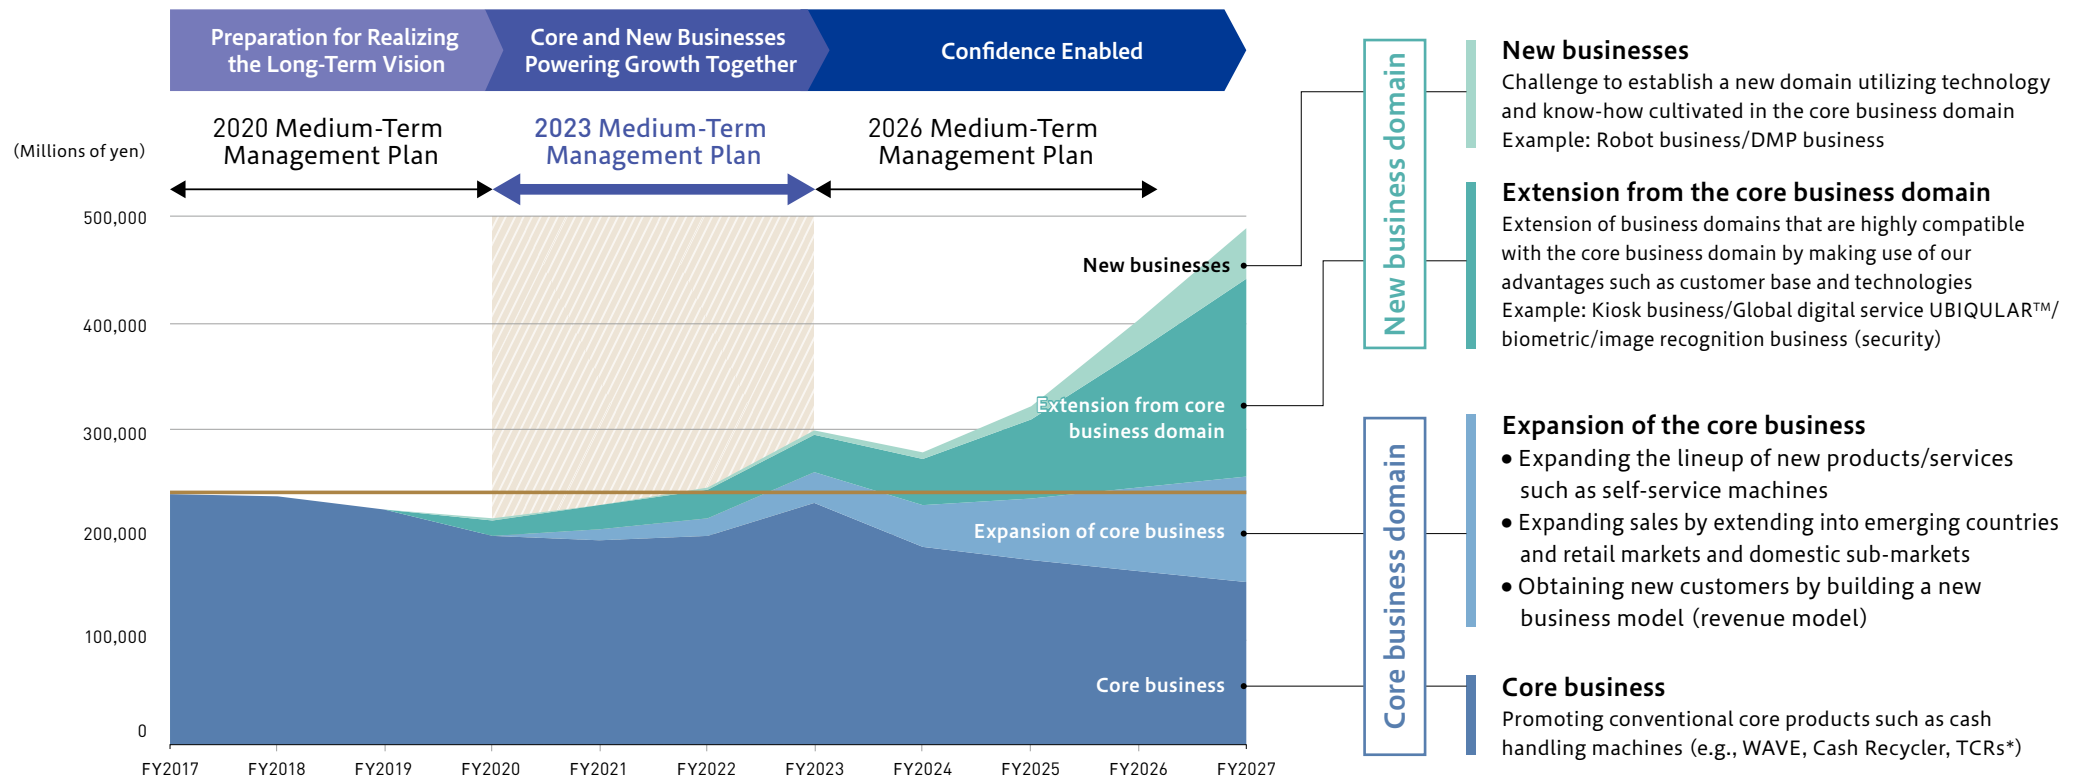 Preparation for Realizing
the Long-Term Vision
Core and New Businesses
Powering Growth Together
Confidence Enabled
2020 Medium-Term
Management Plan
2023 Medium-Term
Management Plan
2026 Medium-Term
Management Plan
(Millions of yen)
500,000
400,000
300,000
200,000
100,000
0
New businesses
Extension from core
business domain
Expansion of core business
Core business
FY2017
FY2018
FY2019
FY2020
FY2021
FY2022
FY2023
FY2024
FY2025
FY2026
FY2027
New business domain
New businesses
Challenge to establish a new domain utilizing technology
and know-how cultivated in the core business domain
Example: Robot business/DMP business
Extension from the core business domain
Extension of business domains that are highly compatible
with the core business domain by making use of our
advantages such as customer base and technologies
Example: Kiosk business/Global digital service UBIQULAR™/
biometric/image recognition business (security)
Core business domain
Expansion of the core business
● Expanding the lineup of new products/services
such as self-service machines
● Expanding sales by extending into emerging countries
and retail markets and domestic sub-markets
● Obtaining new customers by building a new
business model (revenue model)
Core business
Promoting conventional core products such as cash
handling machines (e.g., WAVE, Cash Recycler, TCRs*)